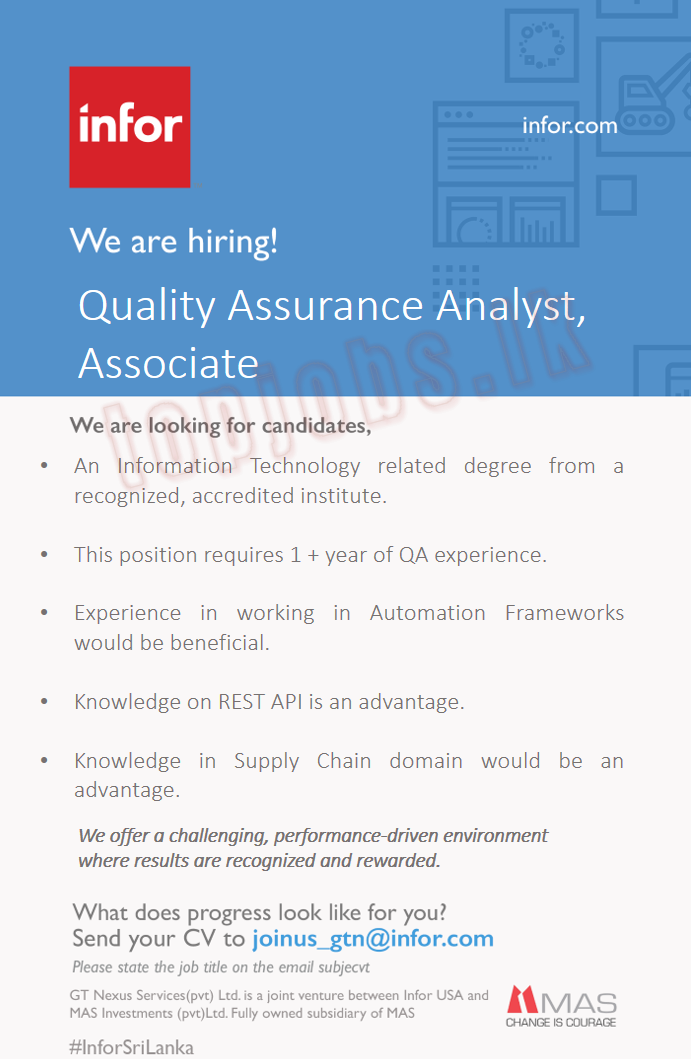 infor
infor.com
We are hiring!
Quality Assurance Analyst,
Associate
topjobs.lk
We are looking for candidates,
• An Information Technology related degree from a
recognized, accredited institute.
• This position requires 1 + year of QA experience.
• Experience in working in Automation Frameworks
would be beneficial.
• Knowledge on REST API is an advantage.
• Knowledge in Supply Chain domain would be an
advantage.
We offer a challenging, performance-driven environment
where results are recognized and rewarded.
What does progress look like for you?
Send your CV to joinus_gtn@infor.com
Please state the job title on the email subjecvt
GT Nexus Services(pvt) Ltd. is a joint venture between Infor USA and
MAS Investments (pvt)Ltd. Fully owned subsidiary of MAS
MAS
CHANGE IS COURAGE
#InforSriLanka